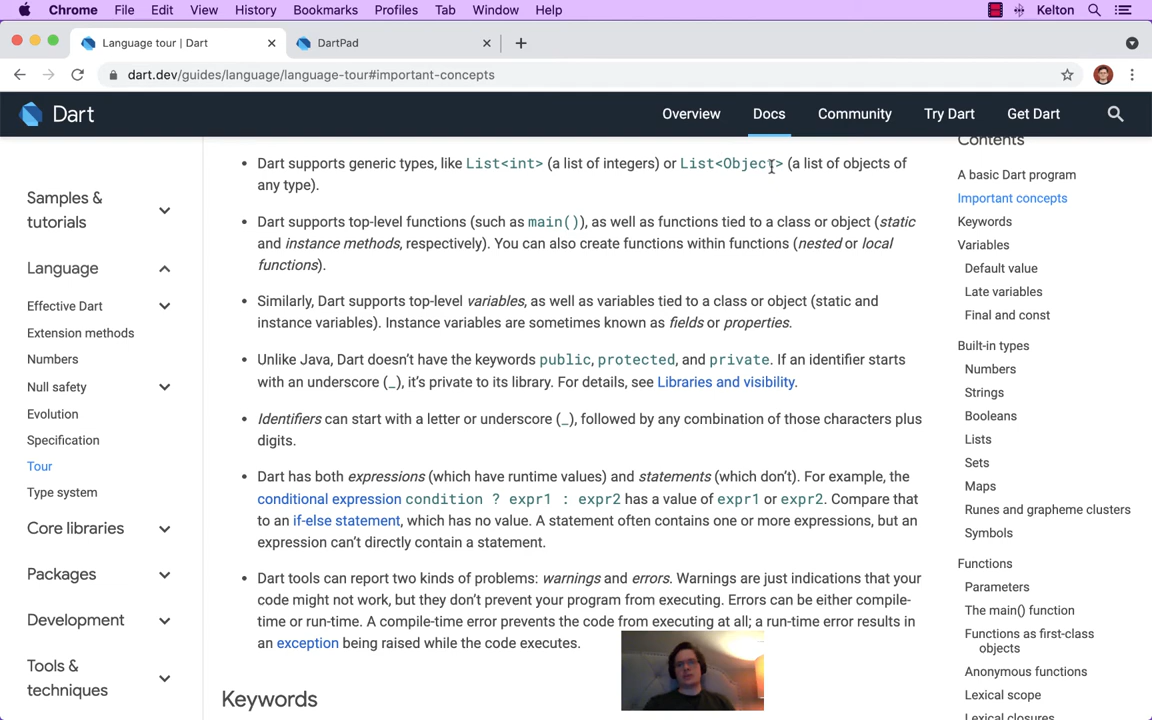 Chrome File Edit View History Bookmarks Profiles Tab Window Help Kelton
Language tour | Dart
DartPad
dart.dev/guides/language/language-tour#important-concepts
Dart
Overview Docs Community Try Dart Get Dart
Samples &
tutorials
Language
Effective Dart
Extension methods
Numbers
Null safety
Evolution
Specification
Tour
Type system
Core libraries
Packages
Development
Tools &
techniques
• Dart supports generic types, like List<int> (a list of integers) or List<Object> (a list of objects of
any type).
• Dart supports top-level functions (such as main()), as well as functions tied to a class or object (static
and instance methods, respectively). You can also create functions within functions (nested or local
functions).
• Similarly, Dart supports top-level variables, as well as variables tied to a class or object (static and
instance variables). Instance variables are sometimes known as fields or properties.
• Unlike Java, Dart doesn’t have the keywords public, protected, and private. If an identifier starts
with an underscore (_), it’s private to its library. For details, see Libraries and visibility.
• Identifiers can start with a letter or underscore (_), followed by any combination of those characters plus
digits.
• Dart has both expressions (which have runtime values) and statements (which don’t). For example, the
conditional expression condition ? expr1 : expr2 has a value of expr1 or expr2. Compare that
to an if-else statement, which has no value. A statement often contains one or more expressions, but an
expression can’t directly contain a statement.
• Dart tools can report two kinds of problems: warnings and errors. Warnings are just indications that your
code might not work, but they don’t prevent your program from executing. Errors can be either compile-
time or run-time. A compile-time error prevents the code from executing at all; a run-time error results in
an exception being raised while the code executes.
Keywords
Contents
A basic Dart program
Important concepts
Keywords
Variables
Default value
Late variables
Final and const
Built-in types
Numbers
Strings
Booleans
Lists
Sets
Maps
Runes and grapheme clusters
Symbols
Functions
Parameters
The main() function
Functions as first-class
objects
Anonymous functions
Lexical scope
Lexical closures